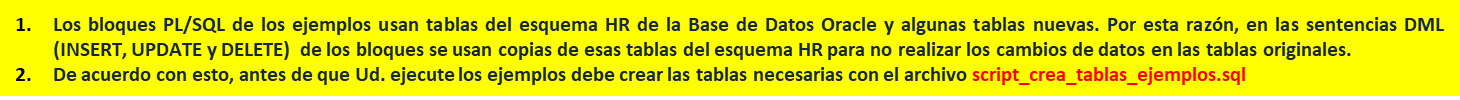 1. Los bloques PL/SQL de los ejemplos usan tablas del esquema HR de la Base de Datos Oracle y algunas tablas nuevas. Por esta razón, en las sentencias DML
(INSERT, UPDATE y DELETE) de los bloques se usan copias de esas tablas del esquema HR para no realizar los cambios de datos en las tablas originales.
2. De acuerdo con esto, antes de que Ud. ejecute los ejemplos debe crear las tablas necesarias con el archivo script_crea_tablas_ejemplos.sql